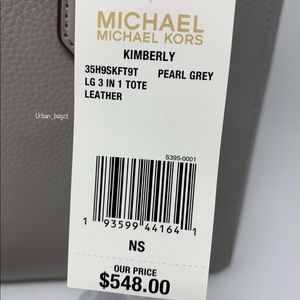 MICHAEL
MICHAEL KORS
KIMBERLY
35H9SKFT9T PEARL GREY
LG 3 IN 1 TOTE
LEATHER
Urban_bagzz
S395-0001
1 93599 44164 1
NS
OUR PRICE
$548.00